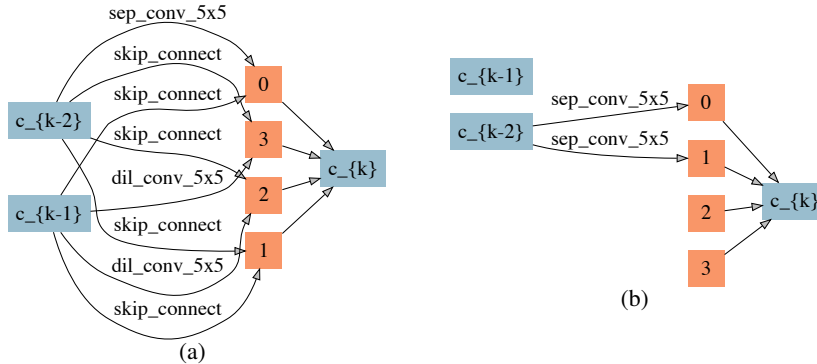 sep_conv_5x5
skip_connect
0
skip_connect
c_{k-2}
skip_connect
3
c_{k}
dil_conv_5x5
2
c_{k-1}
skip_connect
1
dil_conv_5x5
skip_connect
(a)
c_{k-1}
sep_conv_5x5
0
c_{k-2}
sep_conv_5x5
1
c_{k}
2
3
(b)